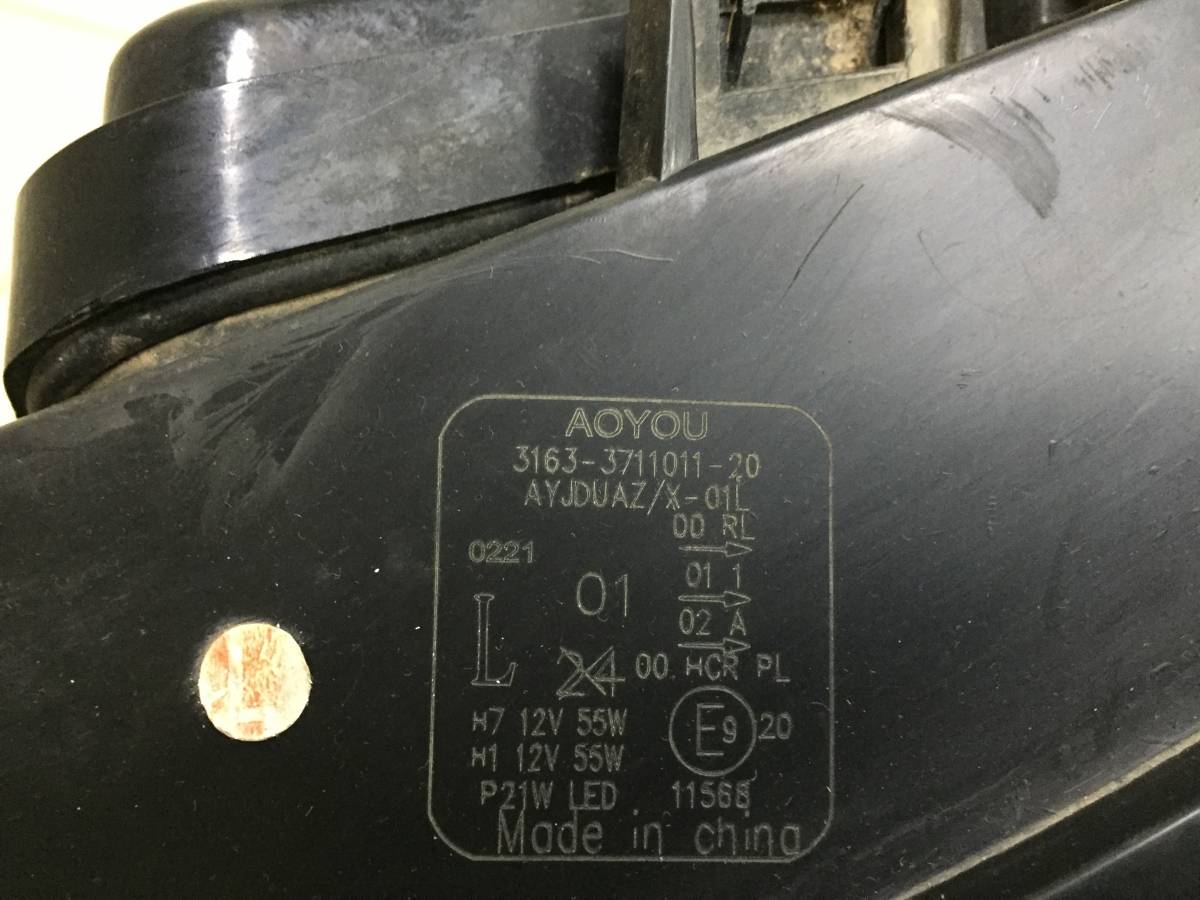 AOYOU
3163-3711011-20
AYJDUAZ/X-01L
00 RL
0221
01 1
01
02 A
L
24
00. HCR PL
H7 12V 55W
E9 20
H1 12V 55W
P21W LED 11568
Made in china